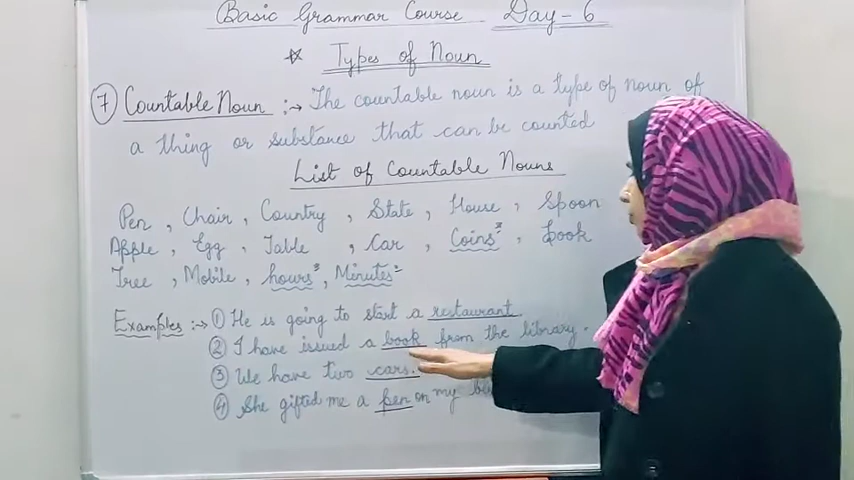 Basic Grammar Course Day-6
Types of Noun
7 Countable Noun :→ The countable noun is a type of noun of
a thing or substance that can be counted
List of Countable Nouns
Pen, Chair, Country, State, House, Spoon
Apple, Egg, Table, Car, Coins, Book
Tree, Mobile, hours, Minutes
Examples :→ 1 He is going to start a restaurant
2 I have issued a book from the library.
3 We have two cars.
4 She gifted me a pen on my